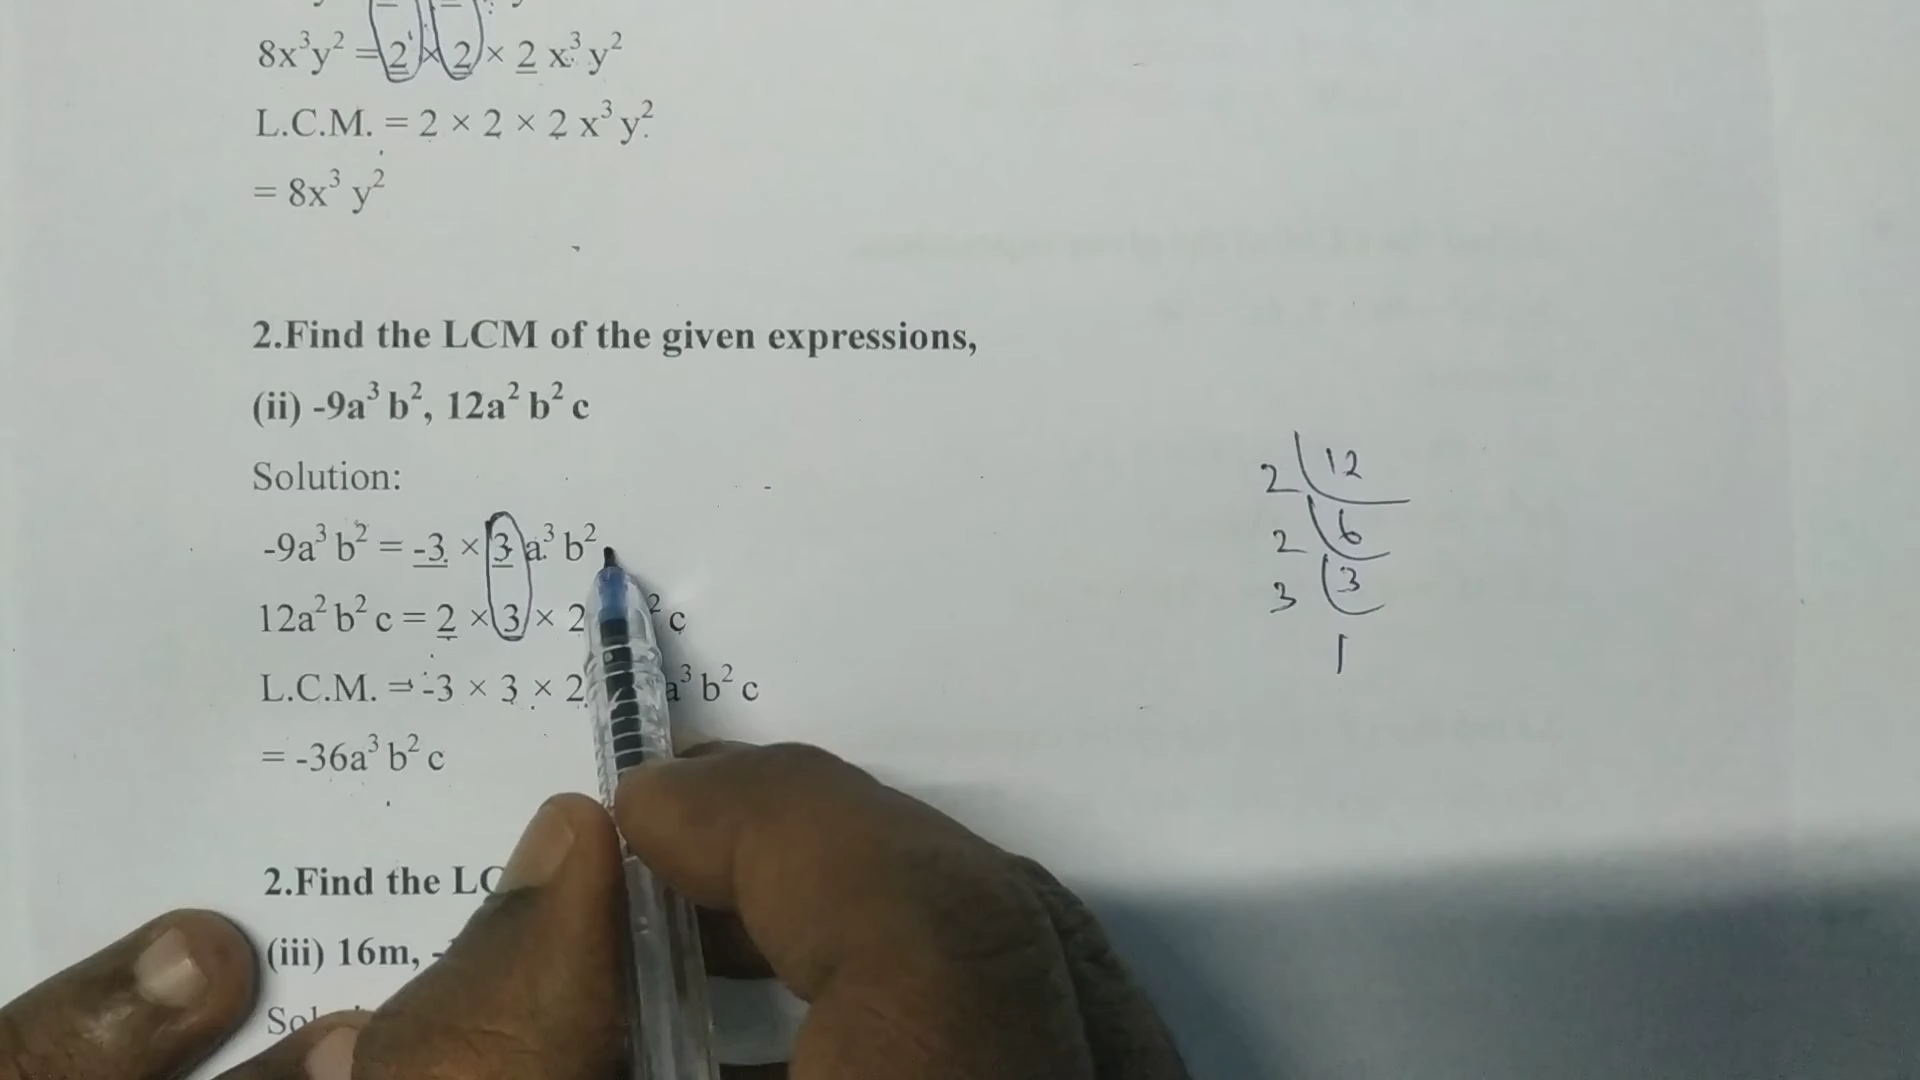 8x³y² = 2 × 2 × 2 x³ y²
L.C.M. = 2 × 2 × 2 x³ y²
= 8x³ y²
2.Find the LCM of the given expressions,
(ii) -9a³ b², 12a² b² c
Solution:
-9a³ b² = -3 × 3 a³ b²
12a² b² c = 2 × 3 × 2 ² c
L.C.M. = -3 × 3 × 2 a³ b² c
= -36a³ b² c
2.Find the
(iii) 16m,
2 12
2 6
3 3
1